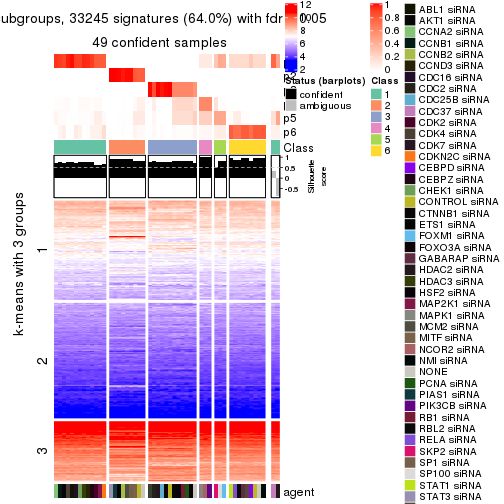 ubgroups, 33245 signatures (64.0%) with fdr < 0.05
49 confident samples
p5
p6
Class
1
0.5
0
-0.5
Silhouette
score
k-means with 3 groups
1
2
3
agent
12
10
8
6
4
2
Status (barplots)
confident
ambiguous
1
0.8
0.6
0.4
0.2
0
Class
1
2
3
4
5
6
ABL1 siRNA
AKT1 siRNA
CCNA2 siRNA
CCNB1 siRNA
CCNB2 siRNA
CCND3 siRNA
CDC16 siRNA
CDC2 siRNA
CDC25B siRNA
CDC37 siRNA
CDK2 siRNA
CDK4 siRNA
CDK7 siRNA
CDKN2C siRNA
CEBPD siRNA
CEBPZ siRNA
CHEK1 siRNA
CONTROL siRNA
CTNNB1 siRNA
ETS1 siRNA
FOXM1 siRNA
FOXO3A siRNA
GABARAP siRNA
HDAC2 siRNA
HDAC3 siRNA
HSF2 siRNA
MAP2K1 siRNA
MAPK1 siRNA
MCM2 siRNA
MITF siRNA
NCOR2 siRNA
NMI siRNA
NONE
PCNA siRNA
PIAS1 siRNA
PIK3CB siRNA
RB1 siRNA
RBL2 siRNA
RELA siRNA
SKP2 siRNA
SP1 siRNA
SP100 siRNA
STAT1 siRNA
STAT3 siRNA